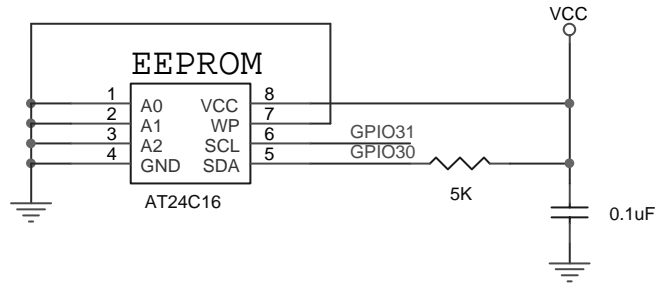 VCC
EEPROM
1 A0 VCC 8
2 A1 WP 7
3 A2 SCL 6 GPIO31
4 GND SDA 5 GPIO30
AT24C16
5K
0.1uF